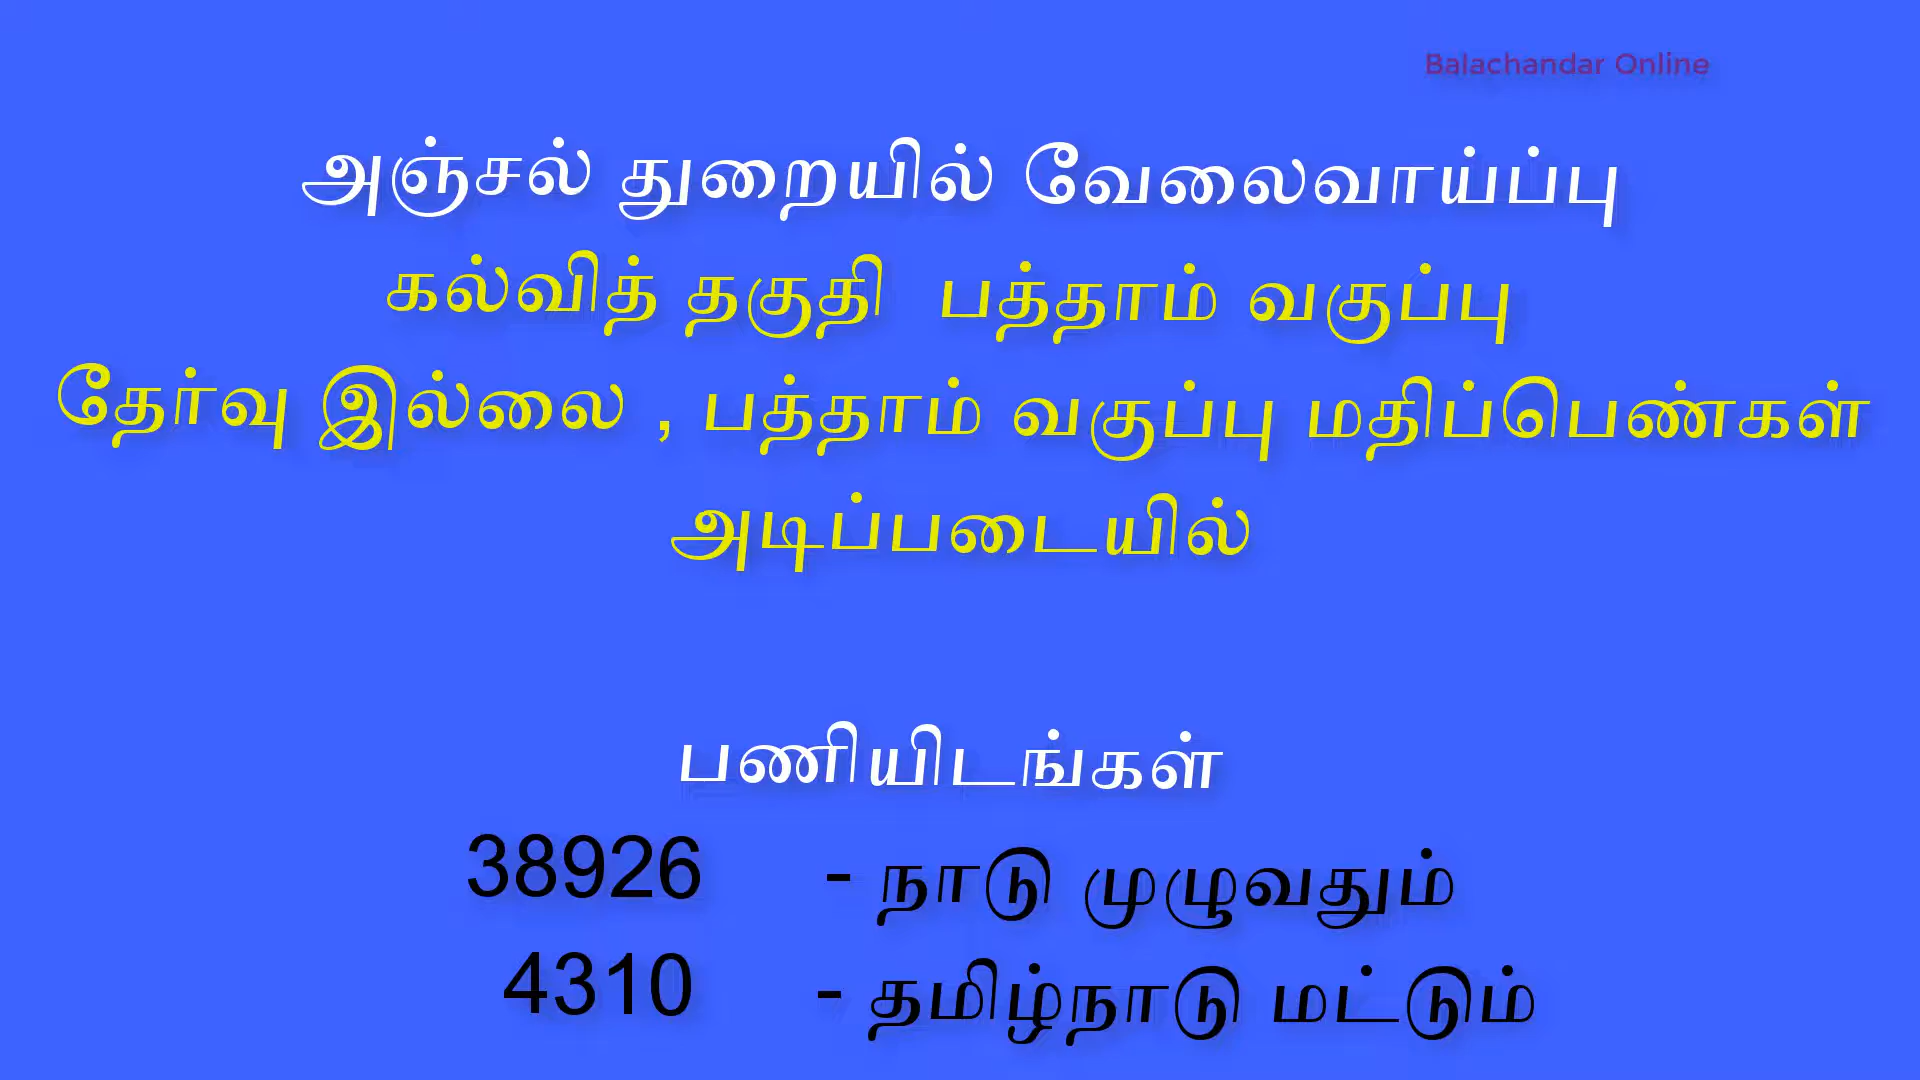 Balachandar Online
அஞ்சல் துறையில் வேலைவாய்ப்பு
கல்வித் தகுதி பத்தாம் வகுப்பு
தேர்வு இல்லை , பத்தாம் வகுப்பு மதிப்பெண்கள்
அடிப்படையில்
பணியிடங்கள்
38926 - நாடு முழுவதும்
4310 - தமிழ்நாடு மட்டும்